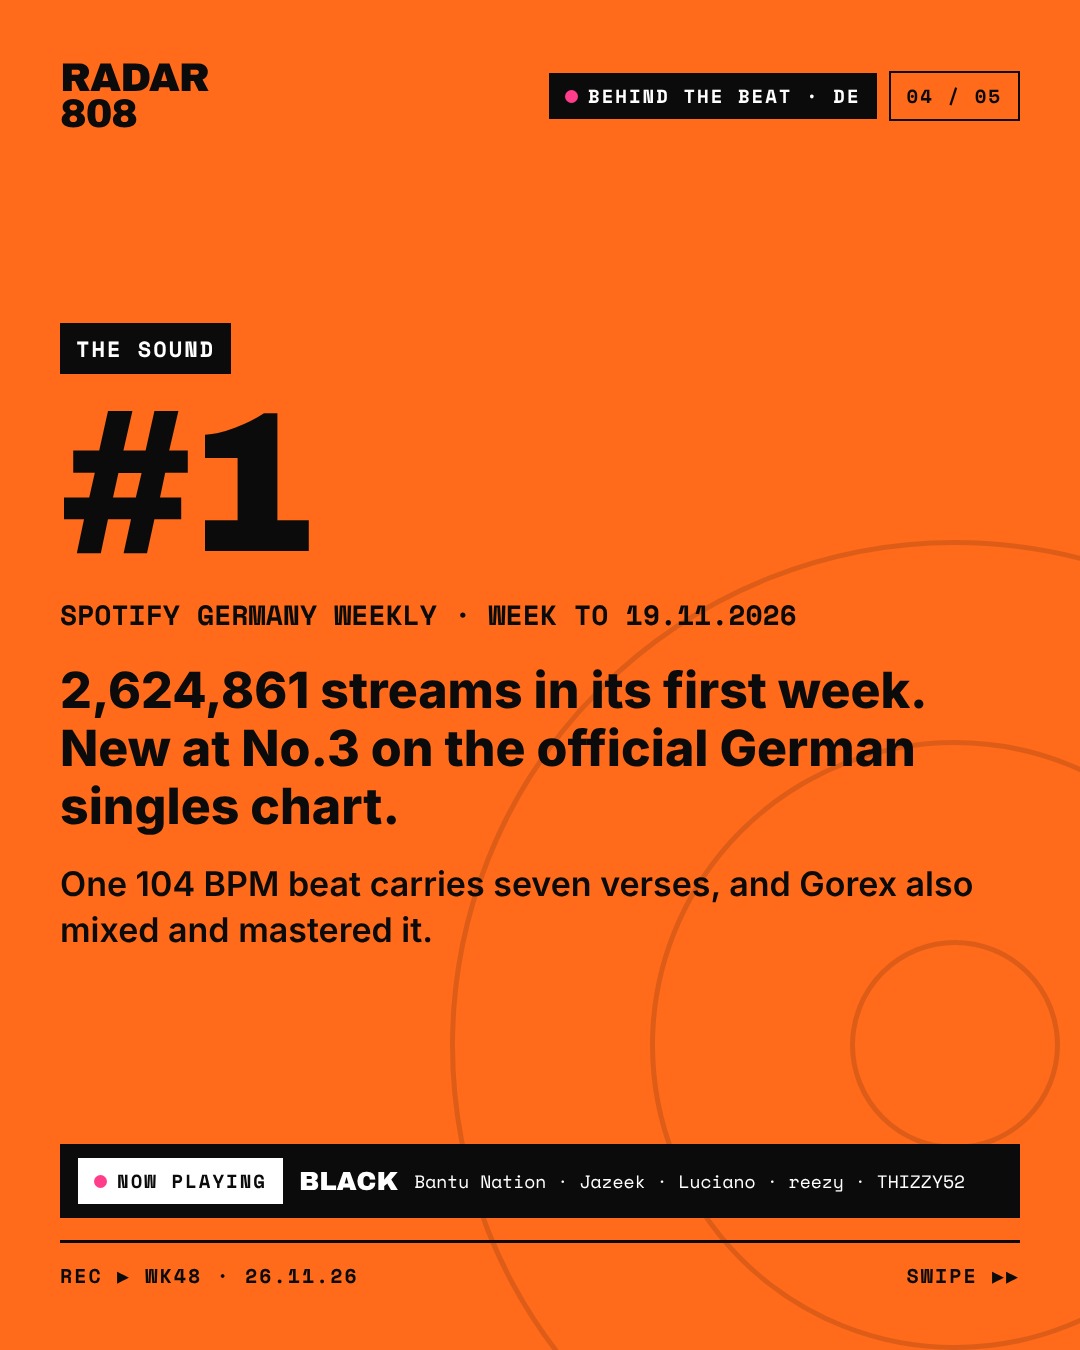 RADAR
808
BEHIND THE BEAT · DE
04 / 05
THE SOUND
#1
SPOTIFY GERMANY WEEKLY · WEEK TO 19.11.2026
2,624,861 streams in its first week.
New at No.3 on the official German
singles chart.
One 104 BPM beat carries seven verses, and Gorex also
mixed and mastered it.
NOW PLAYING BLACK Bantu Nation · Jazeek · Luciano · reezy · THIZZY52
REC ▶ WK48 · 26.11.26
SWIPE ▶▶